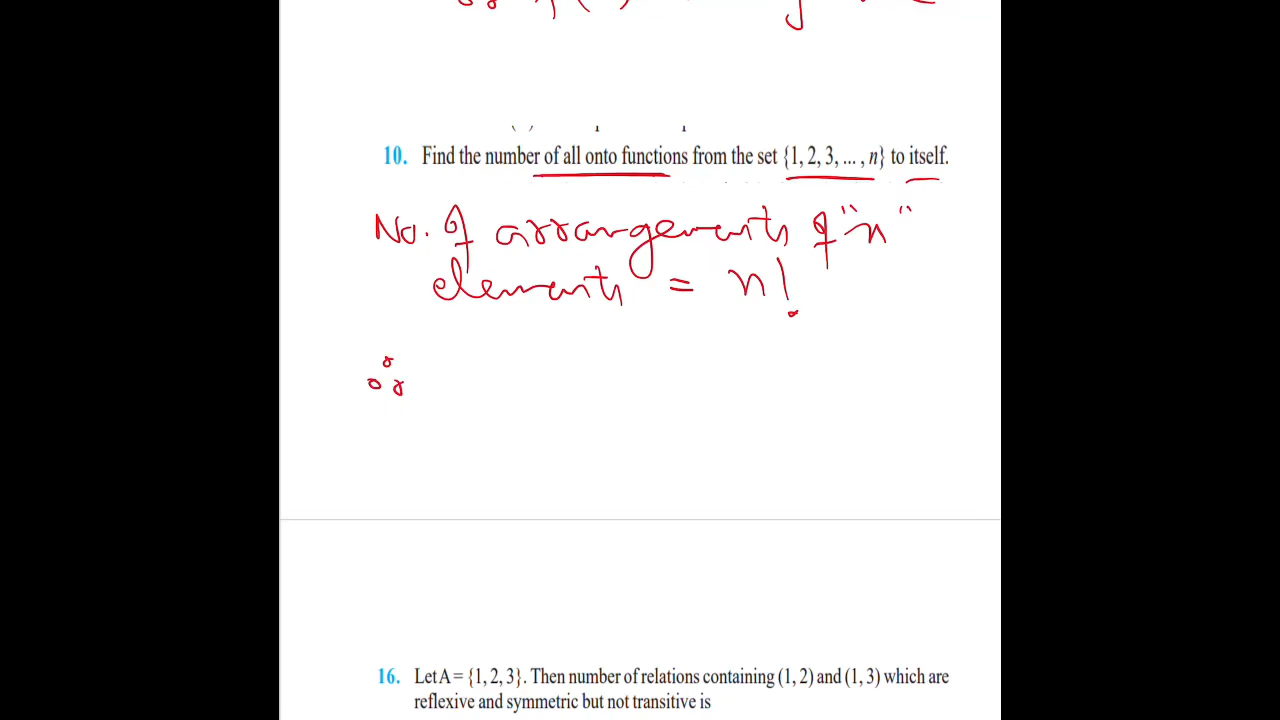 10. Find the number of all onto functions from the set {1, 2, 3, ... , n} to itself.
No. of arrangements of "n"
elements = n!
16. Let A = {1, 2, 3}. Then number of relations containing (1, 2) and (1, 3) which are
reflexive and symmetric but not transitive is